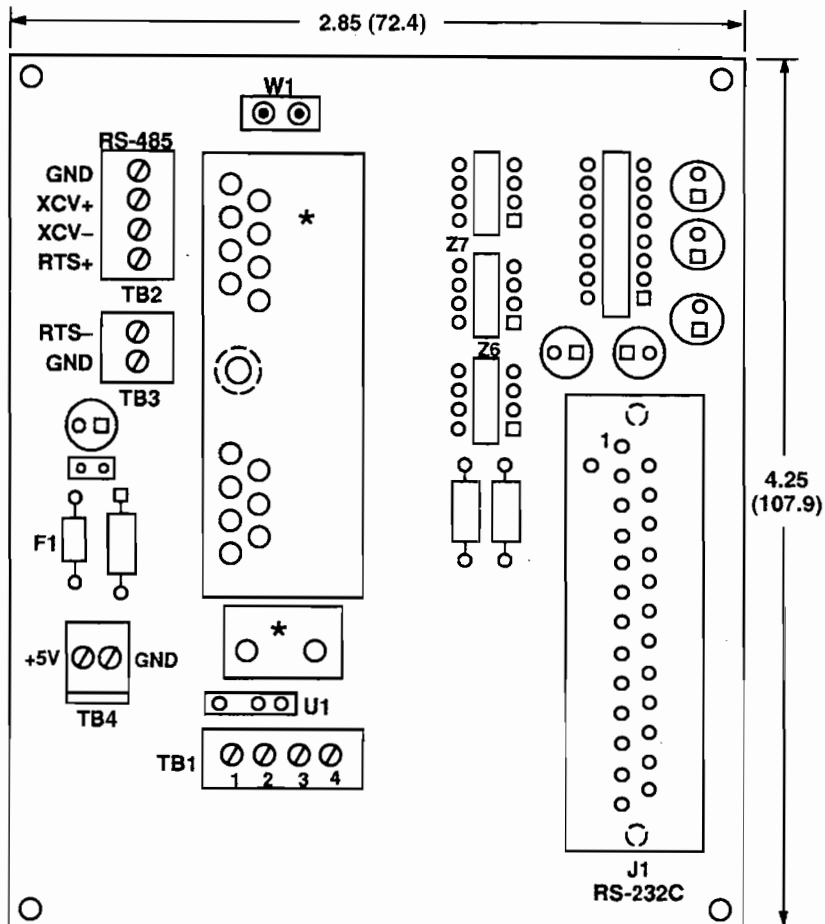 2.85 (72.4)
W1
RS-485
GND
XCV+
XCV–
RTS+
TB2
RTS–
GND
TB3
*
Z7
Z6
1
4.25
(107.9)
F1
*
+5V
GND
TB4
U1
TB1
1 2 3 4
J1
RS-232C